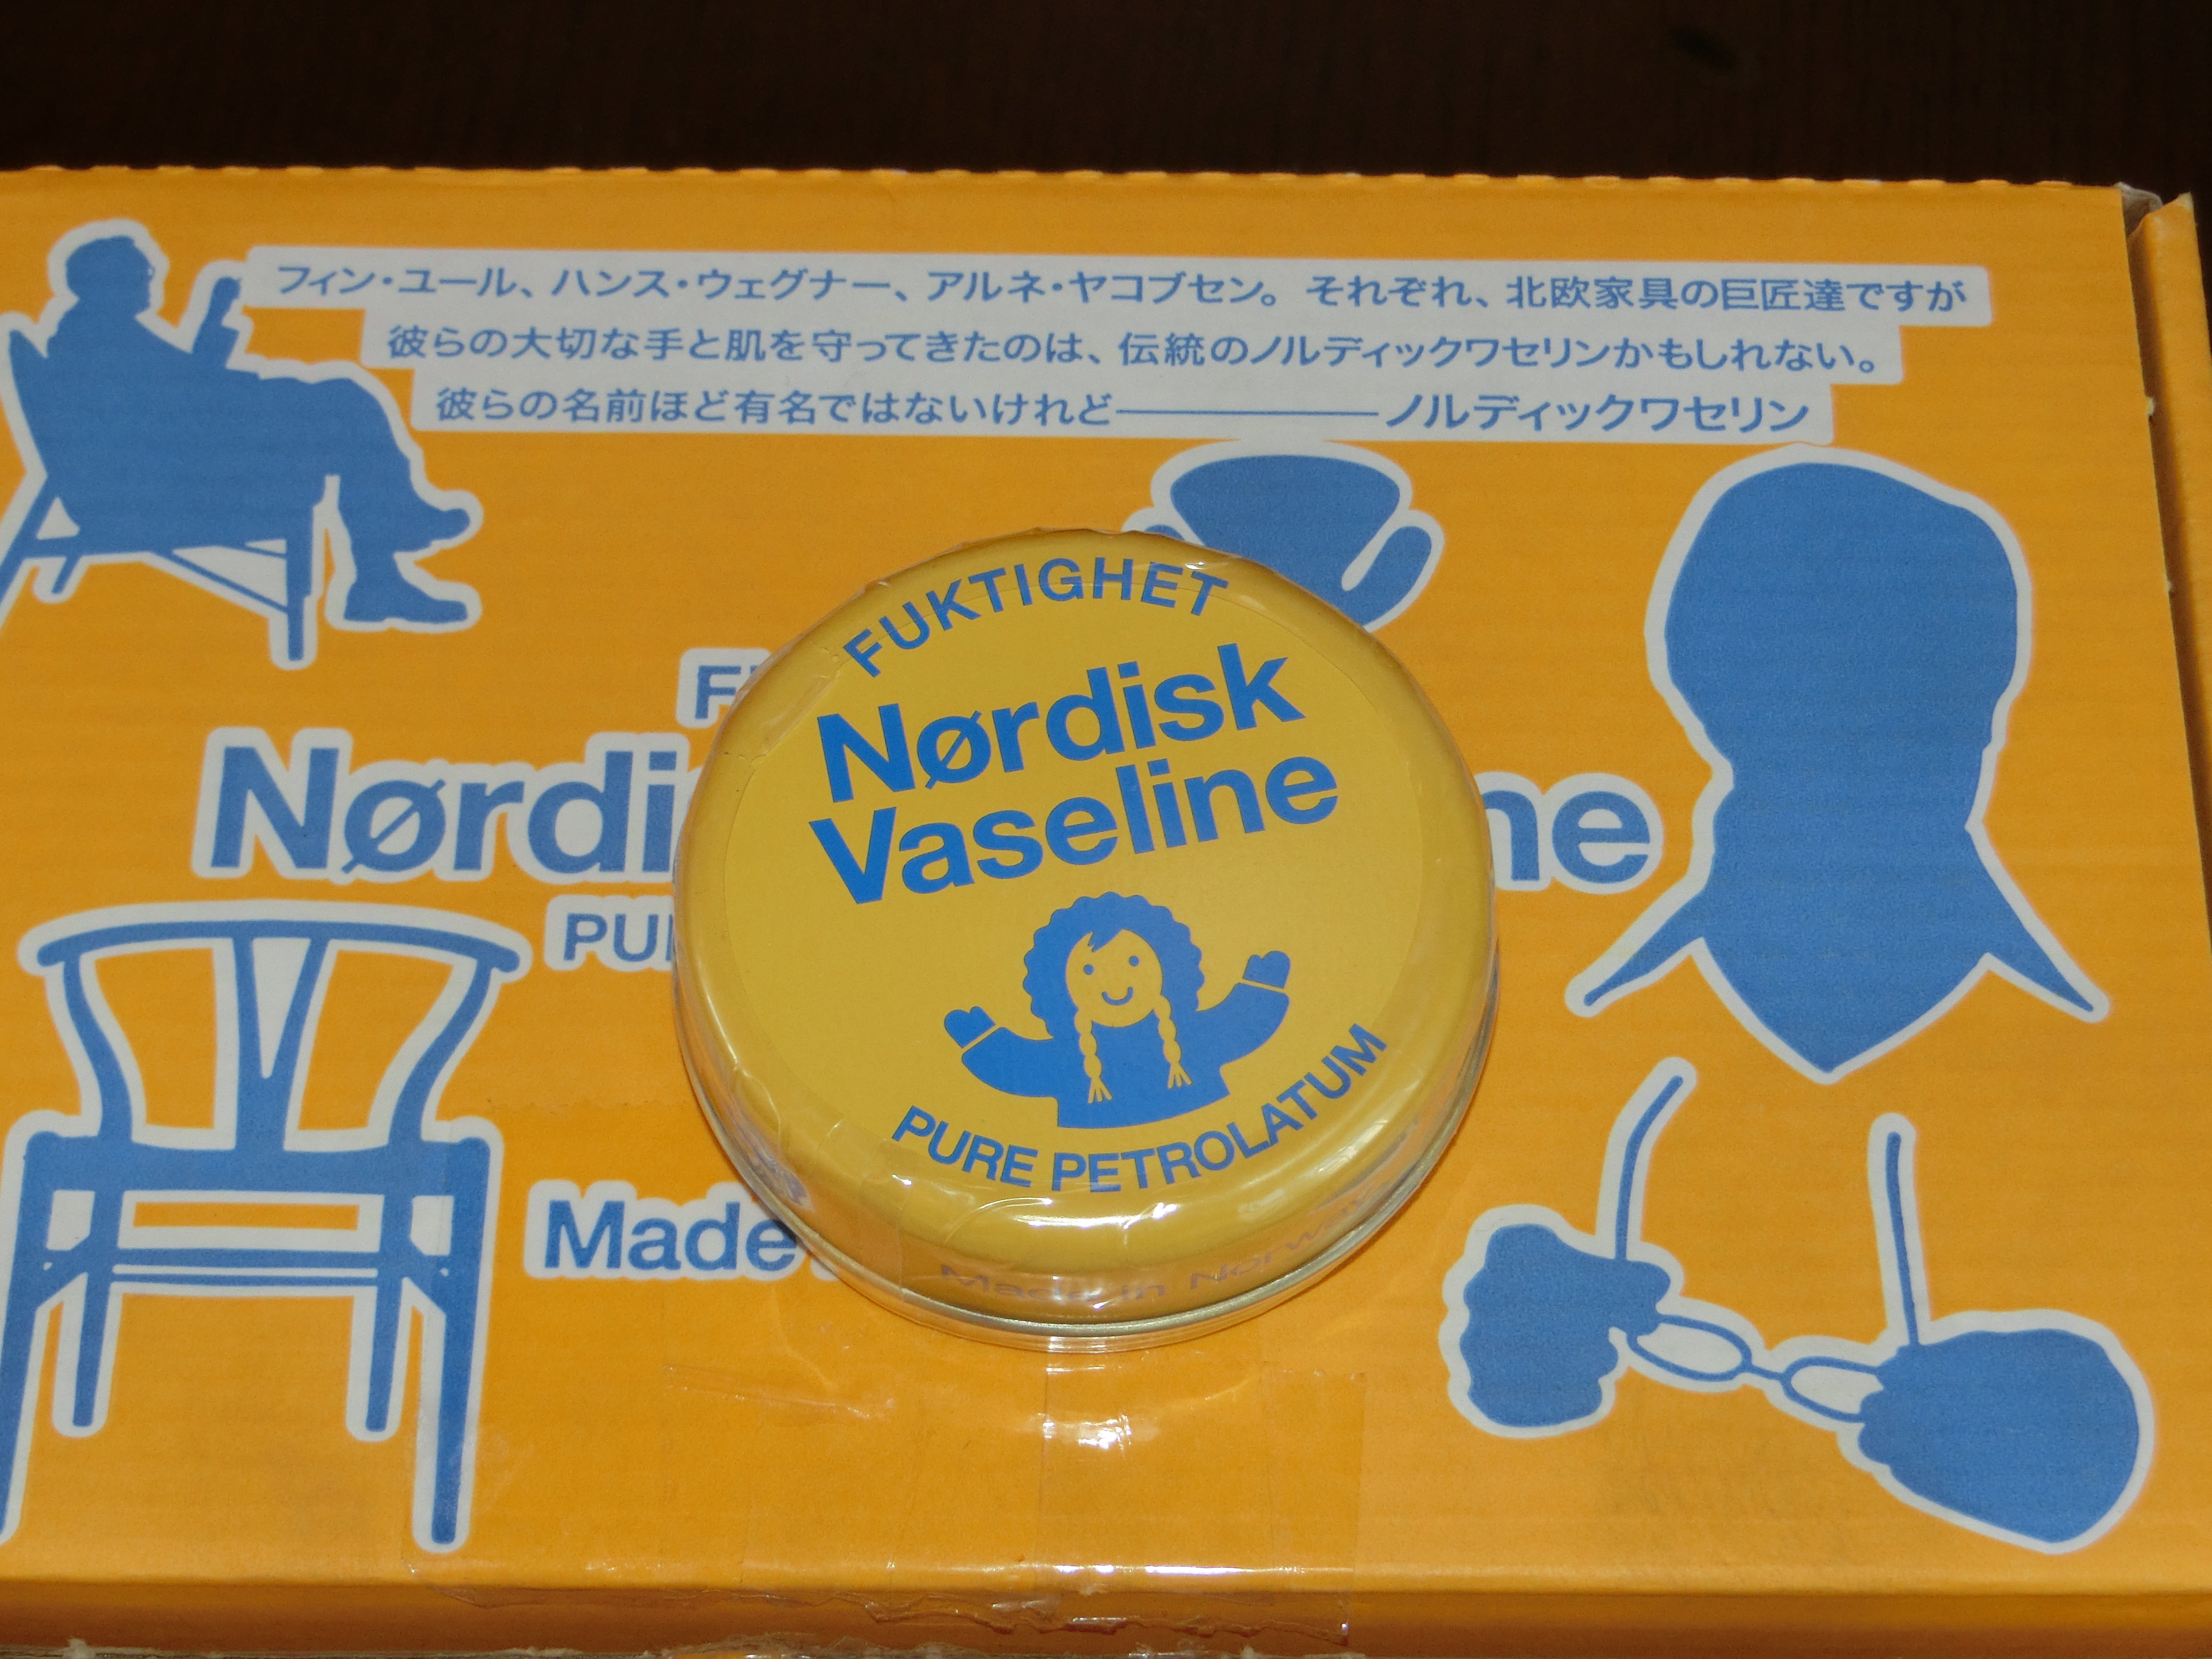 フィン・ユール、ハンス・ウェグナー、アルネ・ヤコブセン。それぞれ、北欧家具の巨匠達ですが
彼らの大切な手と肌を守ってきたのは、伝統のノルディックワセリンかもしれない。
彼らの名前ほど有名ではないけれど――――ノルディックワセリン
FUKTIGHET
Nørdisk
Vaseline
PURE PETROLATUM
Made in Norway
Made